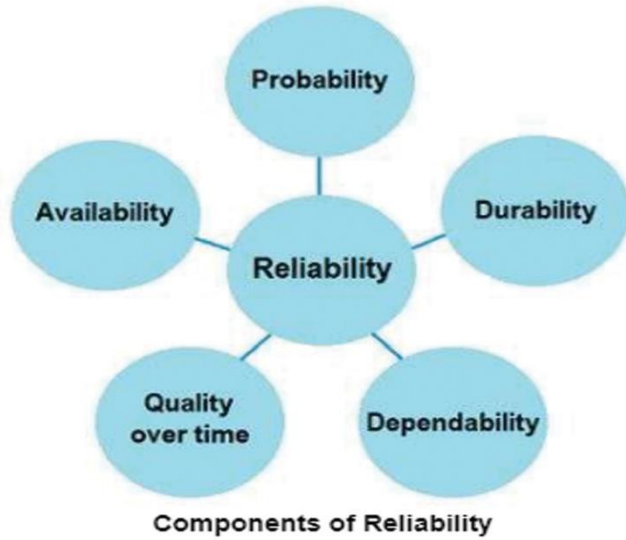 Probability
Availability
Durability
Reliability
Quality
over time
Dependability
Components of Reliability